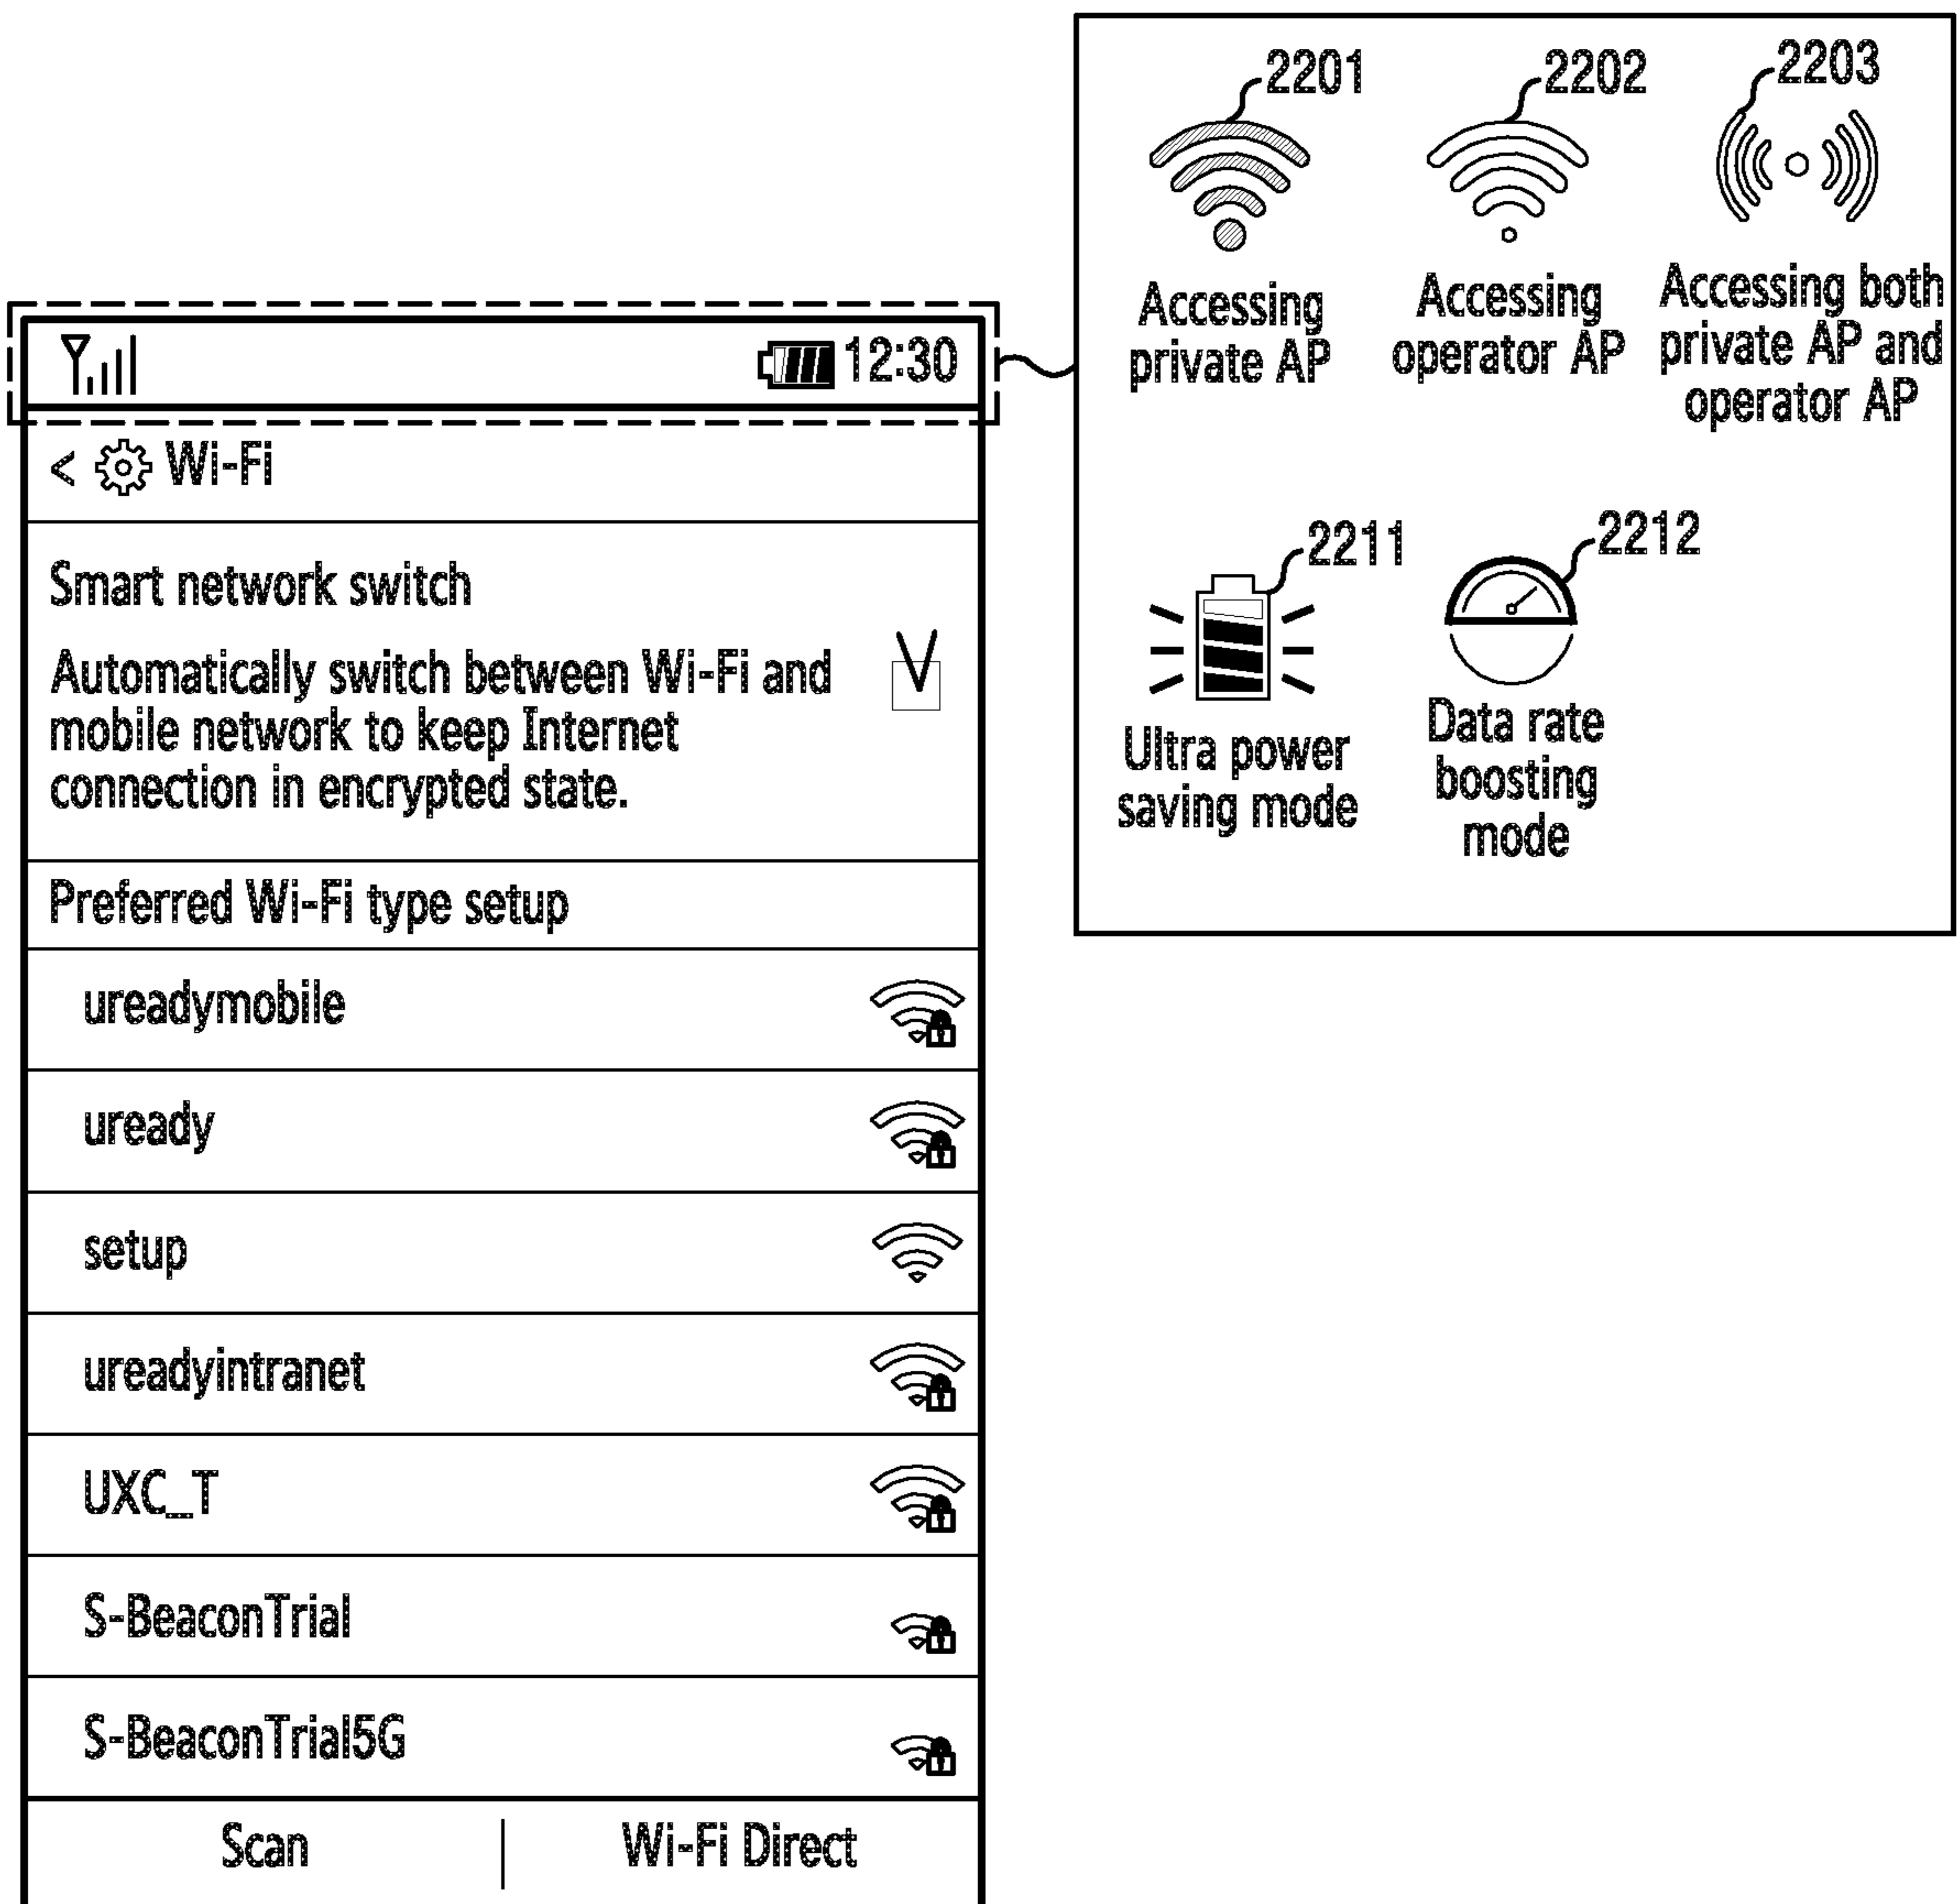 2201
2202
2203
Accessing
private AP
Accessing
operator AP
Accessing both
private AP and
operator AP
2211
2212
Ultra power
saving mode
Data rate
boosting
mode
12:30
< Wi-Fi
Smart network switch
Automatically switch between Wi-Fi and
mobile network to keep Internet
connection in encrypted state.
V
Preferred Wi-Fi type setup
ureadymobile
uready
setup
ureadyintranet
UXC_T
S-BeaconTrial
S-BeaconTrial5G
Scan | Wi-Fi Direct